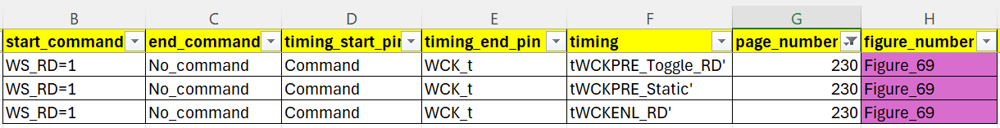 B C D E F G H
start_command end_command timing_start_pin timing_end_pin timing page_number figure_number
WS_RD=1 No_command Command WCK_t tWCKPRE_Toggle_RD' 230 Figure_69
WS_RD=1 No_command Command WCK_t tWCKPRE_Static' 230 Figure_69
WS_RD=1 No_command Command WCK_t tWCKENL_RD' 230 Figure_69